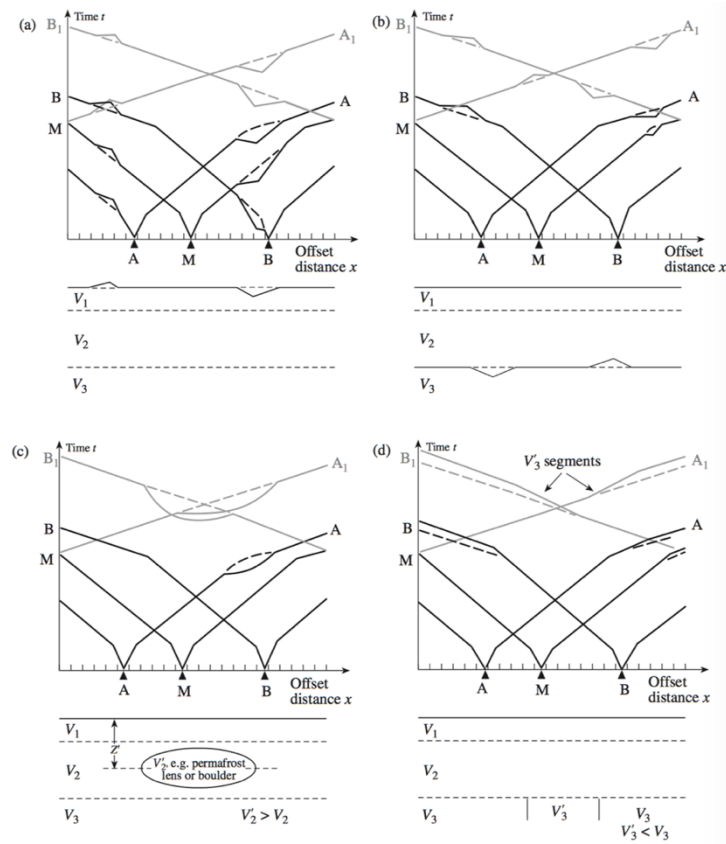 (a)
Time t
B₁
A₁
B
A
M
A
M
B
Offset
distance x
V₁
V₂
V₃
(b)
Time t
B₁
A₁
B
A
M
A
M
B
Offset
distance x
V₁
V₂
V₃
(c)
Time t
B₁
A₁
B
A
M
A
M
B
Offset
distance x
V₁
Z′
V₂
V′₂, e.g. permafrost
lens or boulder
V₃
V′₂ > V₂
(d)
Time t
B₁
V′₃ segments
A₁
B
A
M
A
M
B
Offset
distance x
V₁
V₂
V₃
V′₃
V₃
V′₃ < V₃